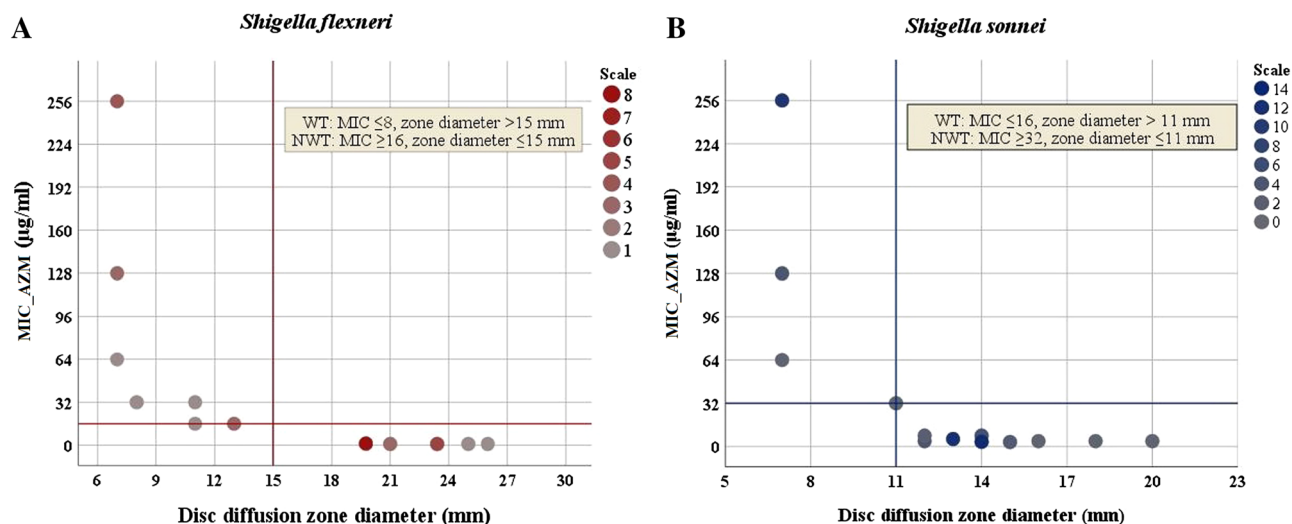 A
Shigella flexneri
MIC_AZM (µg/ml)
256
224
192
160
128
96
64
32
0
WT: MIC ≤8, zone diameter >15 mm
NWT: MIC ≥16, zone diameter ≤15 mm
6 9 12 15 18 21 24 27 30
Disc diffusion zone diameter (mm)
Scale
8
7
6
5
4
3
2
1
B
Shigella sonnei
MIC_AZM (µg/ml)
256
224
192
160
128
96
64
32
0
WT: MIC ≤16, zone diameter > 11 mm
NWT: MIC ≥32, zone diameter ≤11 mm
5 8 11 14 17 20 23
Disc diffusion zone diameter (mm)
Scale
14
12
10
8
6
4
2
0